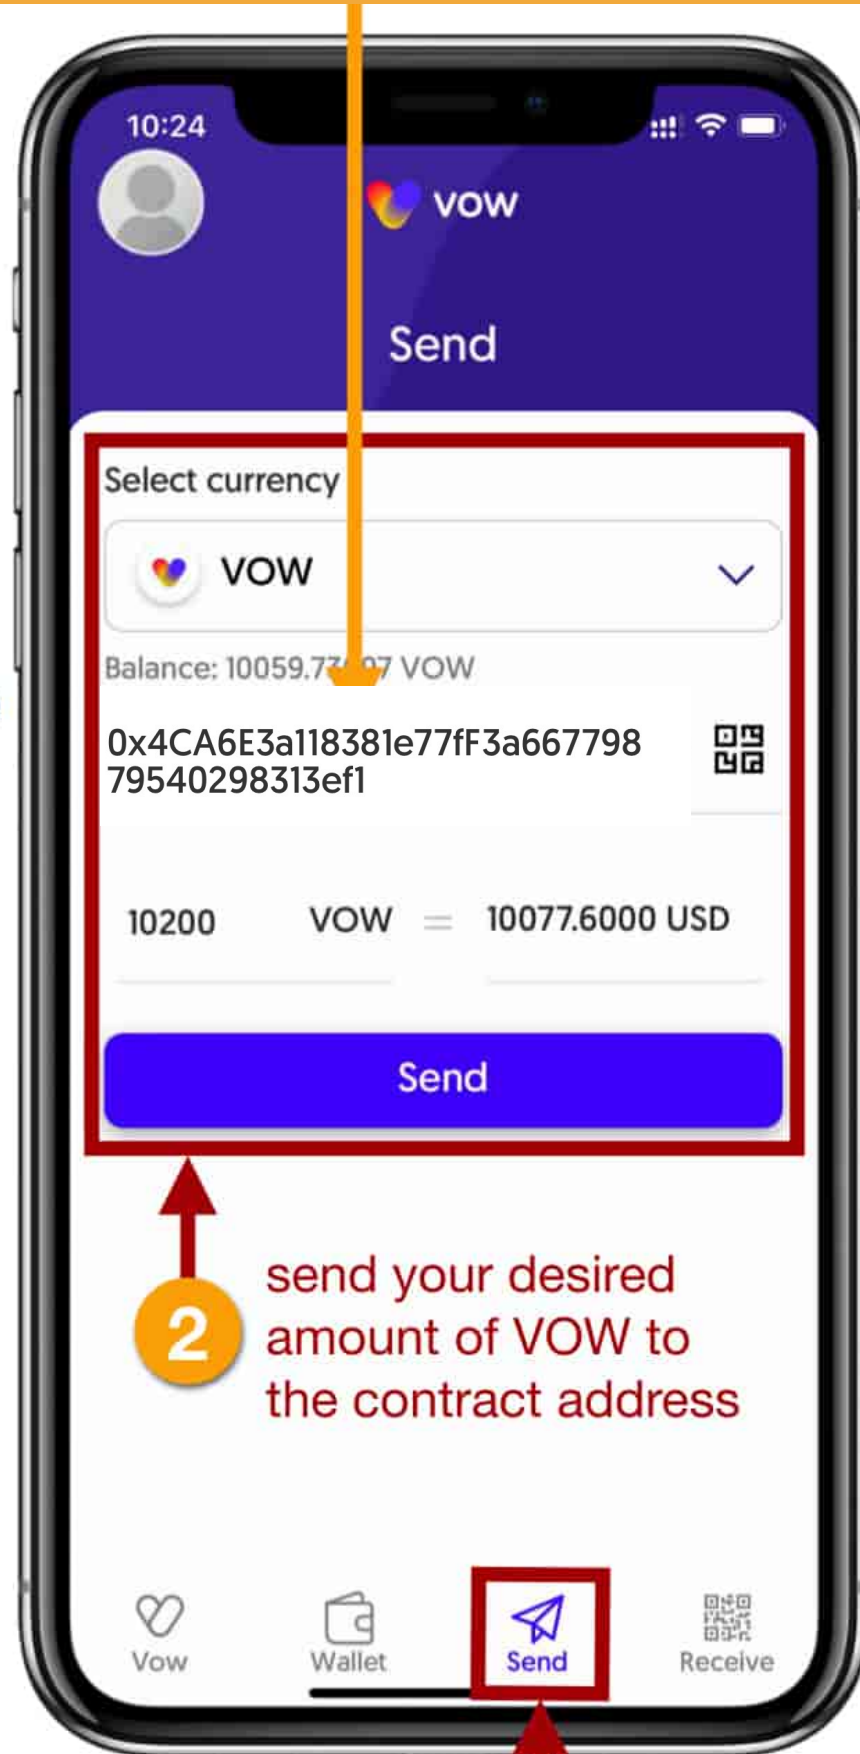 10:24
vow
Send
Select currency
VOW
Balance: VOW
0x4CA6E3a118381e77fF3a667798
79540298313ef1
10200 VOW = 10077.6000 USD
Send
2
send your desired
amount of VOW to
the contract address
Vow Wallet Send Receive